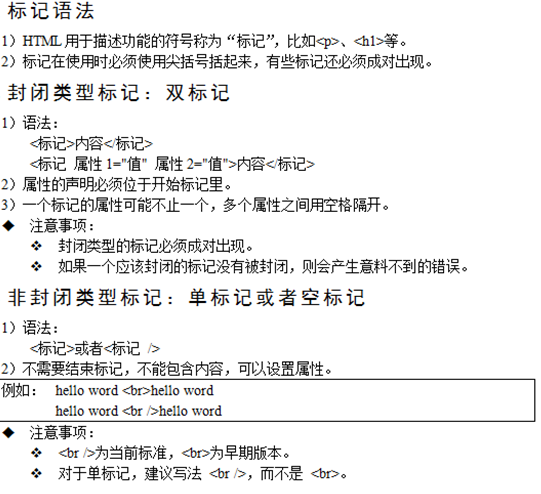 标记语法
1）HTML 用于描述功能的符号称为“标记”，比如<p>、<h1>等。
2）标记在使用时必须使用尖括号括起来，有些标记还必须成对出现。
封闭类型标记：双标记
1）语法：
<标记>内容</标记>
<标记 属性 1="值" 属性 2="值">内容</标记>
2）属性的声明必须位于开始标记里。
3）一个标记的属性可能不止一个，多个属性之间用空格隔开。
◆ 注意事项：
❖ 封闭类型的标记必须成对出现。
❖ 如果一个应该封闭的标记没有被封闭，则会产生意料不到的错误。
非封闭类型标记：单标记或者空标记
1）语法：
<标记>或者<标记 />
2）不需要结束标记，不能包含内容，可以设置属性。
例如： hello word <br>hello word
hello word <br />hello word
◆ 注意事项：
❖ <br />为当前标准，<br>为早期版本。
❖ 对于单标记，建议写法 <br />，而不是 <br>。